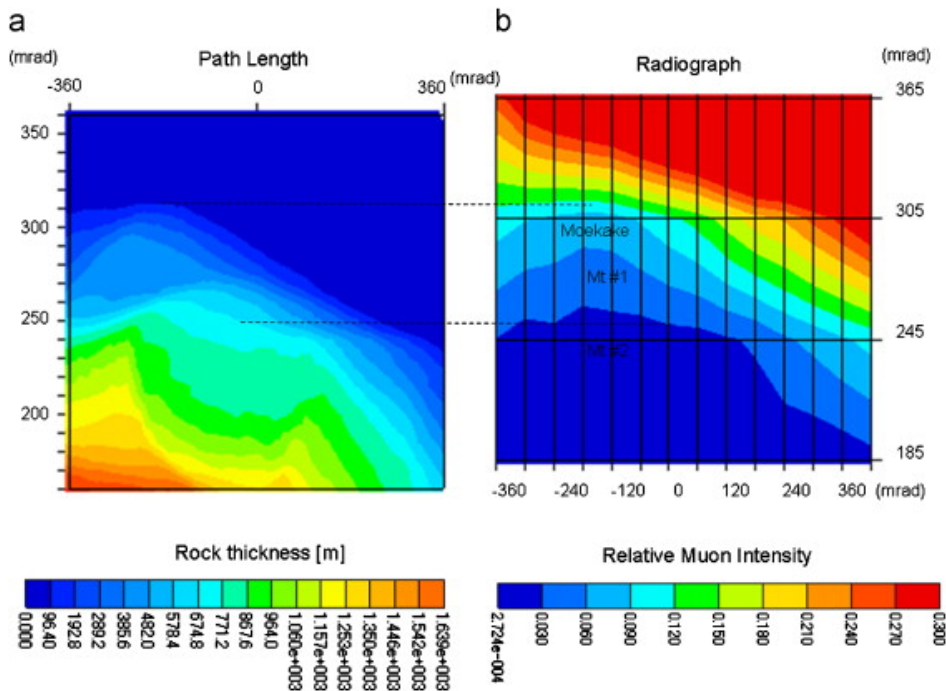 a
(mrad)
Path Length
-360 0 360
(mrad)
350
300
250
200
b
Radiograph
(mrad)
365
305
245
185
Moekake
Mt #1
Mt #2
-360 -240 -120 0 120 240 360 (mrad)
Rock thickness [m]
0.000
96.40
192.8
289.2
385.6
482.0
578.4
674.8
771.2
867.6
964.0
1.060e+003
1.157e+003
1.253e+003
1.350e+003
1.446e+003
1.542e+003
1.639e+003
Relative Muon Intensity
2.724e-004
0.030
0.060
0.090
0.120
0.150
0.180
0.210
0.240
0.270
0.300